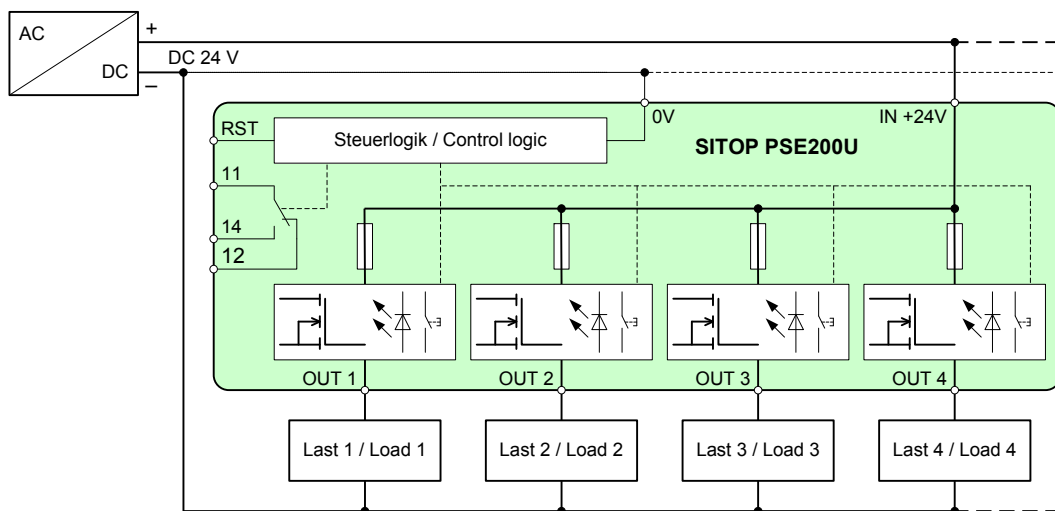 AC
DC
+
–
DC 24 V
0V
IN +24V
RST
Steuerlogik / Control logic
SITOP PSE200U
11
14
12
OUT 1
OUT 2
OUT 3
OUT 4
Last 1 / Load 1
Last 2 / Load 2
Last 3 / Load 3
Last 4 / Load 4